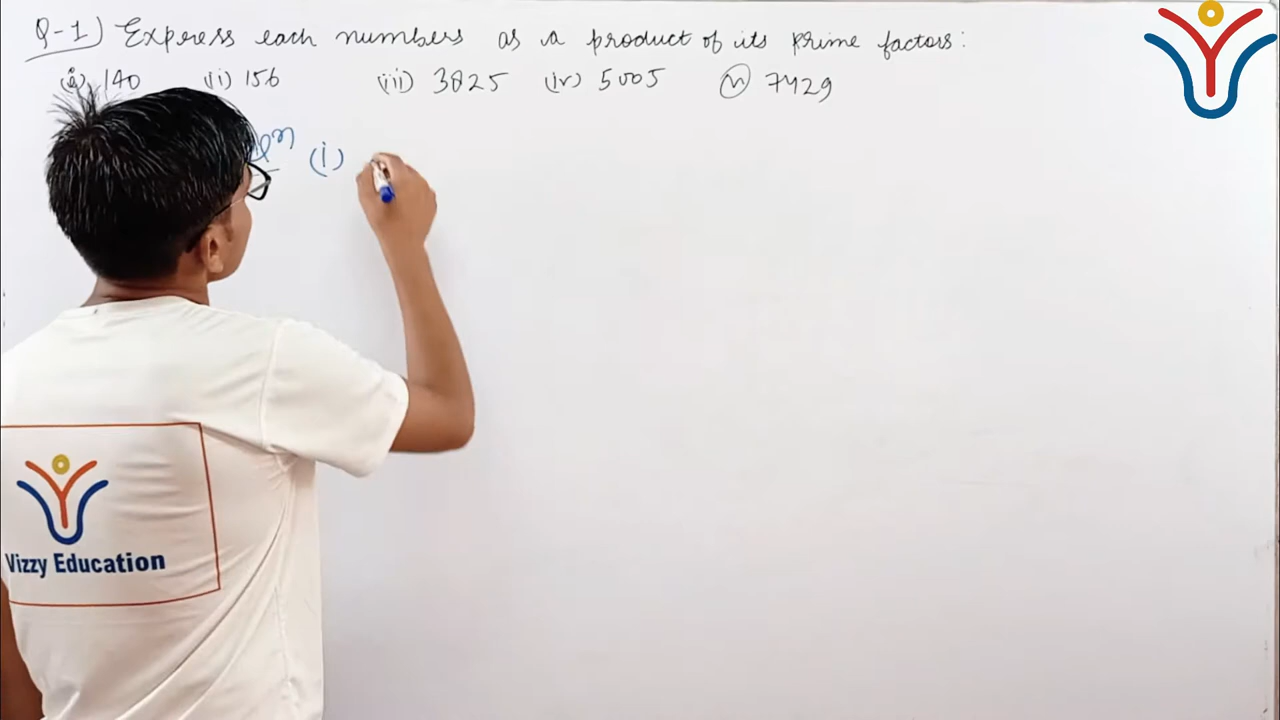 Q-1) Express each numbers as a product of its prime factors:
(i) 140 (ii) 156 (iii) 3825 (iv) 5005 (v) 7429
(i)
Vizzy Education